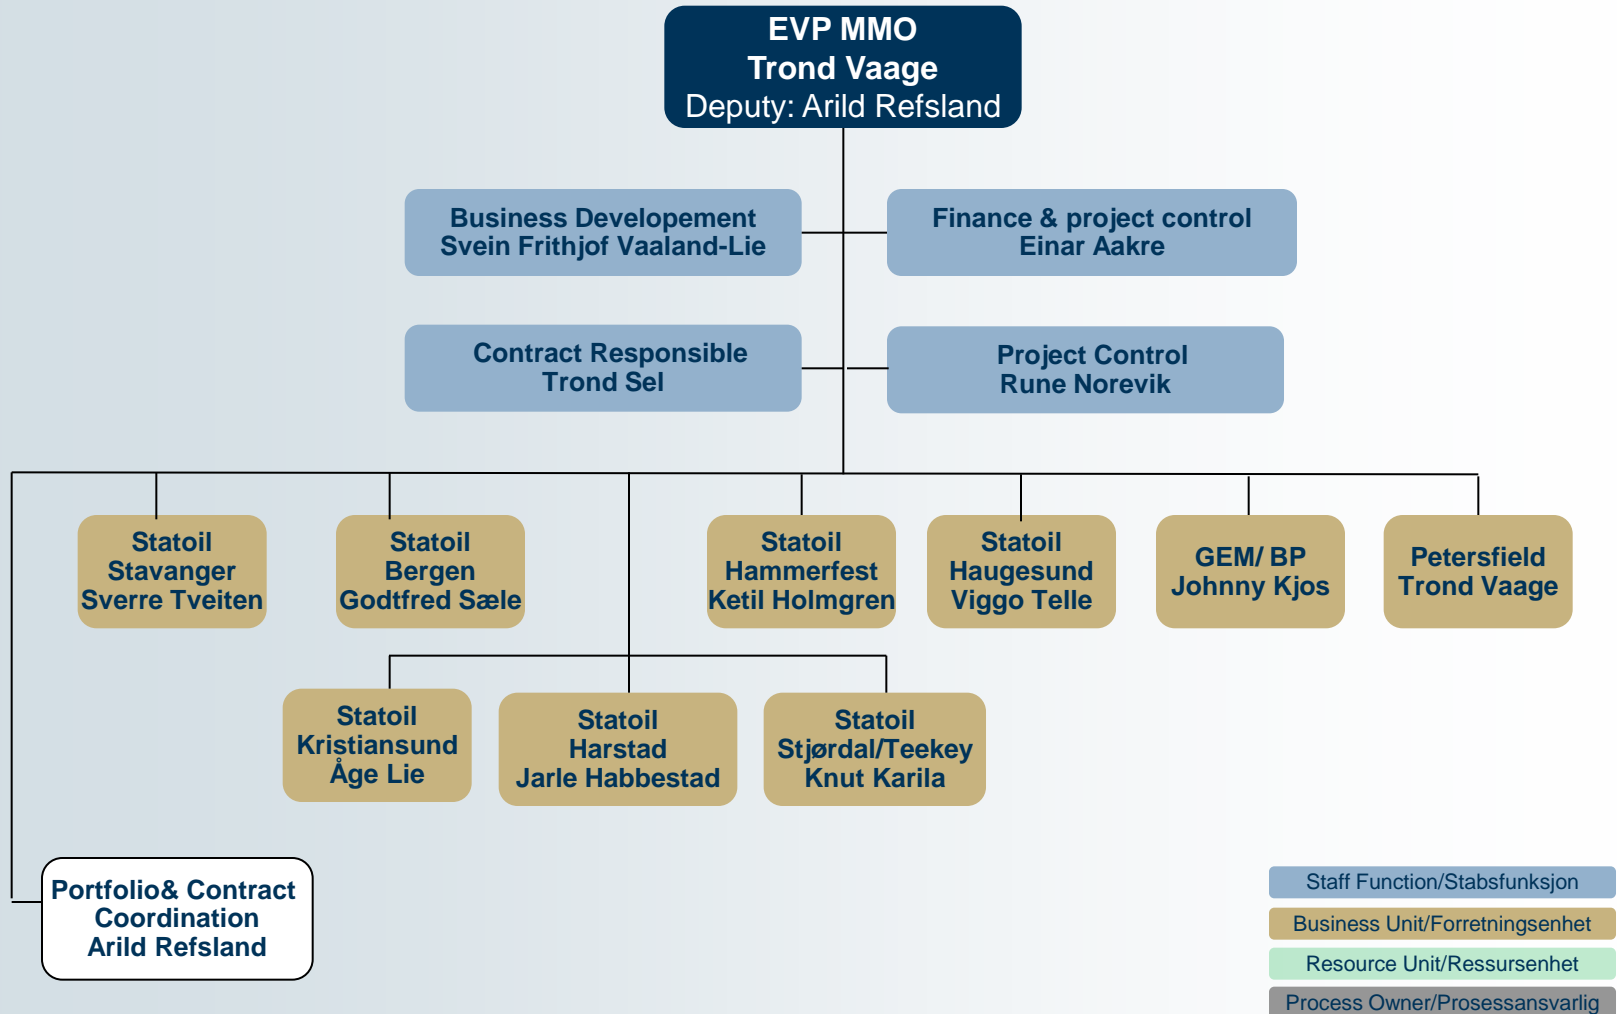 EVP MMO
Trond Vaage
Deputy: Arild Refsland
Business Developement
Svein Frithjof Vaaland-Lie
Finance & project control
Einar Aakre
Contract Responsible
Trond Sel
Project Control
Rune Norevik
Statoil
Stavanger
Sverre Tveiten
Statoil
Bergen
Godtfred Sæle
Statoil
Hammerfest
Ketil Holmgren
Statoil
Haugesund
Viggo Telle
GEM/ BP
Johnny Kjos
Petersfield
Trond Vaage
Statoil
Kristiansund
Åge Lie
Statoil
Harstad
Jarle Habbestad
Statoil
Stjørdal/Teekey
Knut Karila
Portfolio& Contract
Coordination
Arild Refsland
Staff Function/Stabsfunksjon
Business Unit/Forretningsenhet
Resource Unit/Ressursenhet
Process Owner/Prosessansvarlig